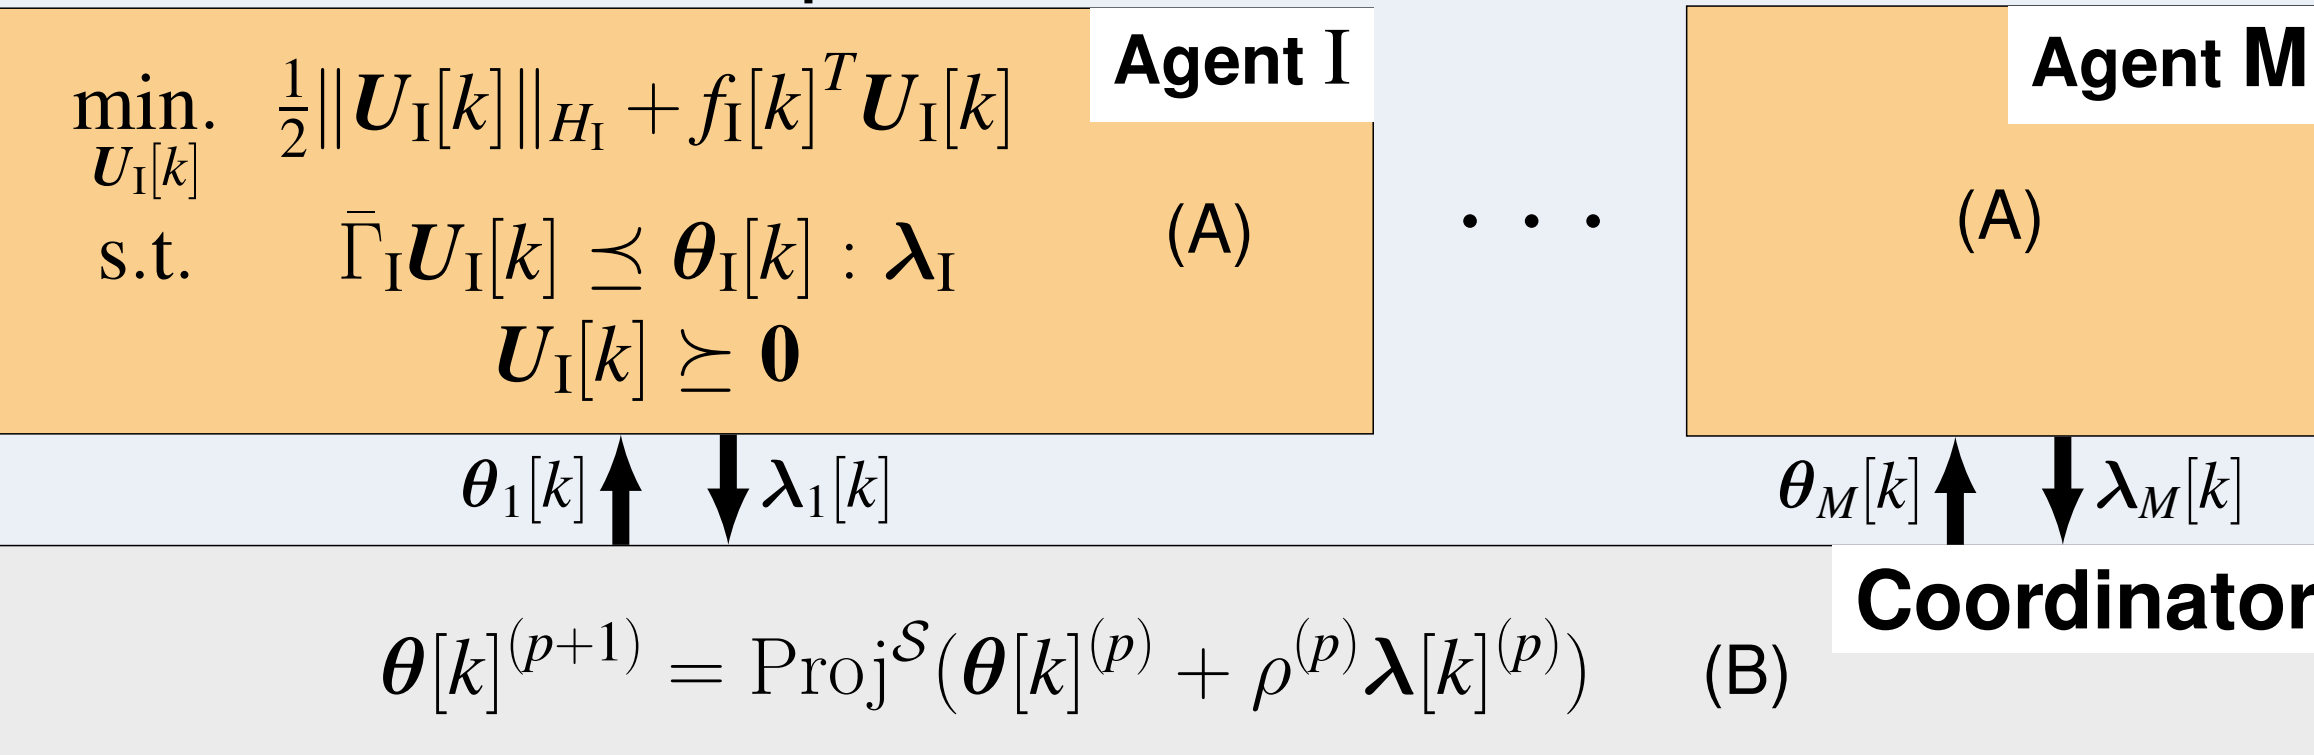 Agent I
min. ½‖U_I[k]‖_{H_I} + f_I[k]^T U_I[k]
U_I[k]
s.t. Γ̄_I U_I[k] ⪯ θ_I[k] : λ_I (A)
U_I[k] ⪰ 0
. . .
Agent M
(A)
θ_1[k] λ_1[k]
θ_M[k] λ_M[k]
Coordinator
θ[k]^{(p+1)} = Proj^𝒮(θ[k]^{(p)} + ρ^{(p)}λ[k]^{(p)}) (B)